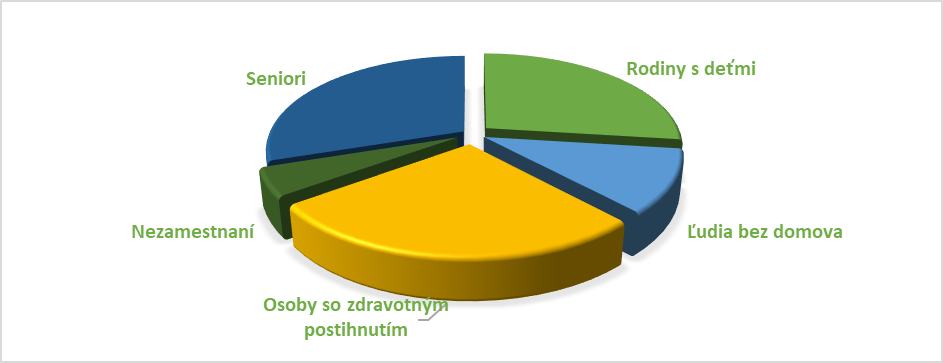 Seniori
Rodiny s deťmi
Nezamestnaní
Ľudia bez domova
Osoby so zdravotným
postihnutím